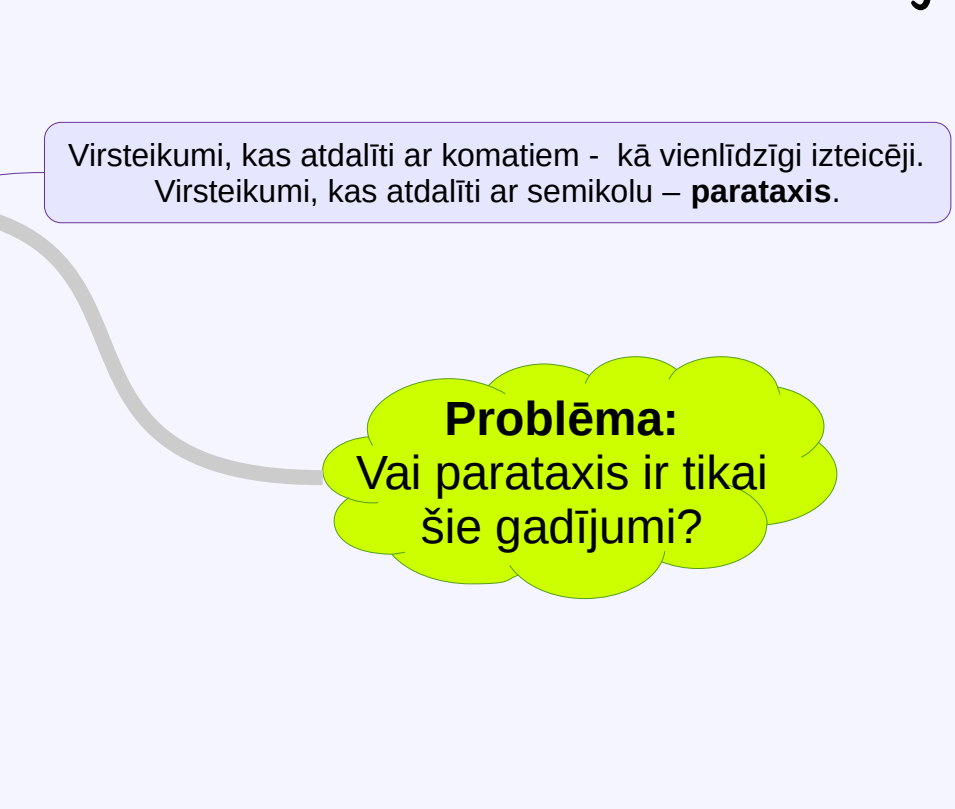 Virsteikumi, kas atdalīti ar komatiem -  kā vienlīdzīgi izteicēji.
Virsteikumi, kas atdalīti ar semikolu – parataxis.
Problēma:
Vai parataxis ir tikai
šie gadījumi?